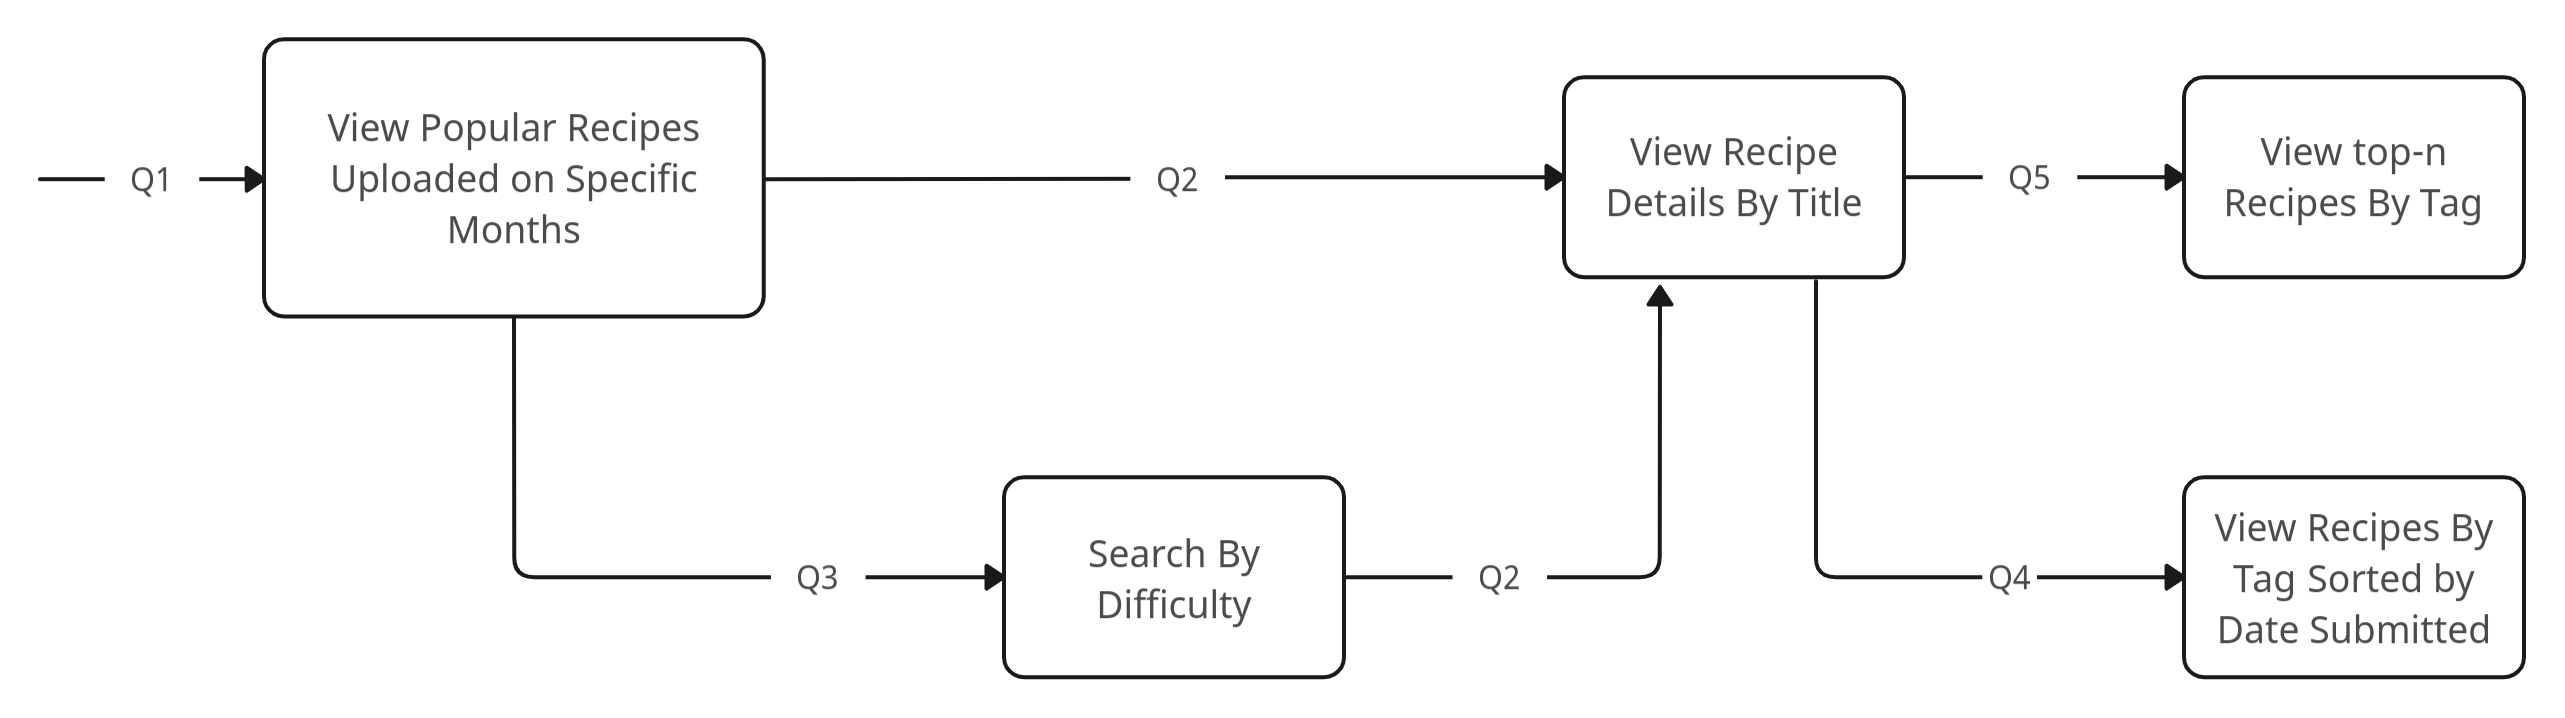 Q1
View Popular Recipes
Uploaded on Specific
Months
Q2
View Recipe
Details By Title
Q5
View top-n
Recipes By Tag
Q3
Search By
Difficulty
Q2
Q4
View Recipes By
Tag Sorted by
Date Submitted